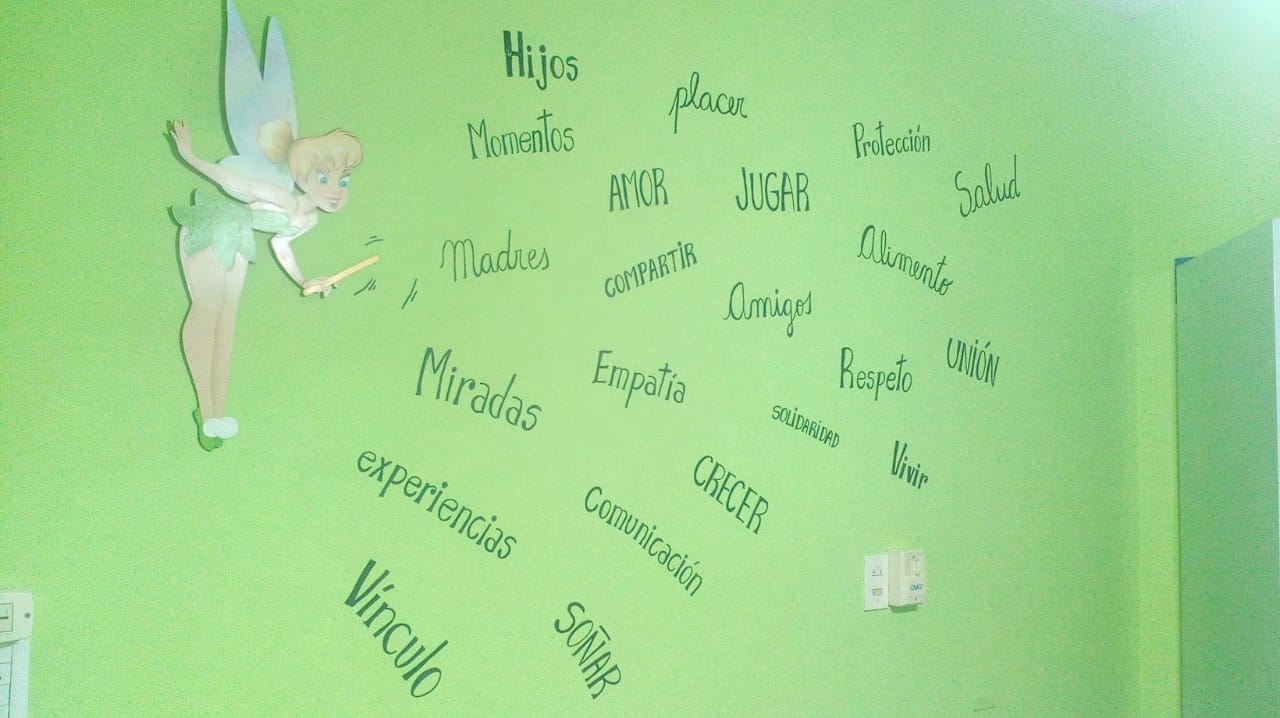 Hijos
placer
Momentos
Protección
AMOR
JUGAR
Salud
Madres
COMPARTIR
Alimento
Amigos
Miradas
Empatía
Respeto
UNIÓN
SOLIDARIDAD
Vivir
experiencias
Comunicación
CRECER
Vínculo
SOÑAR